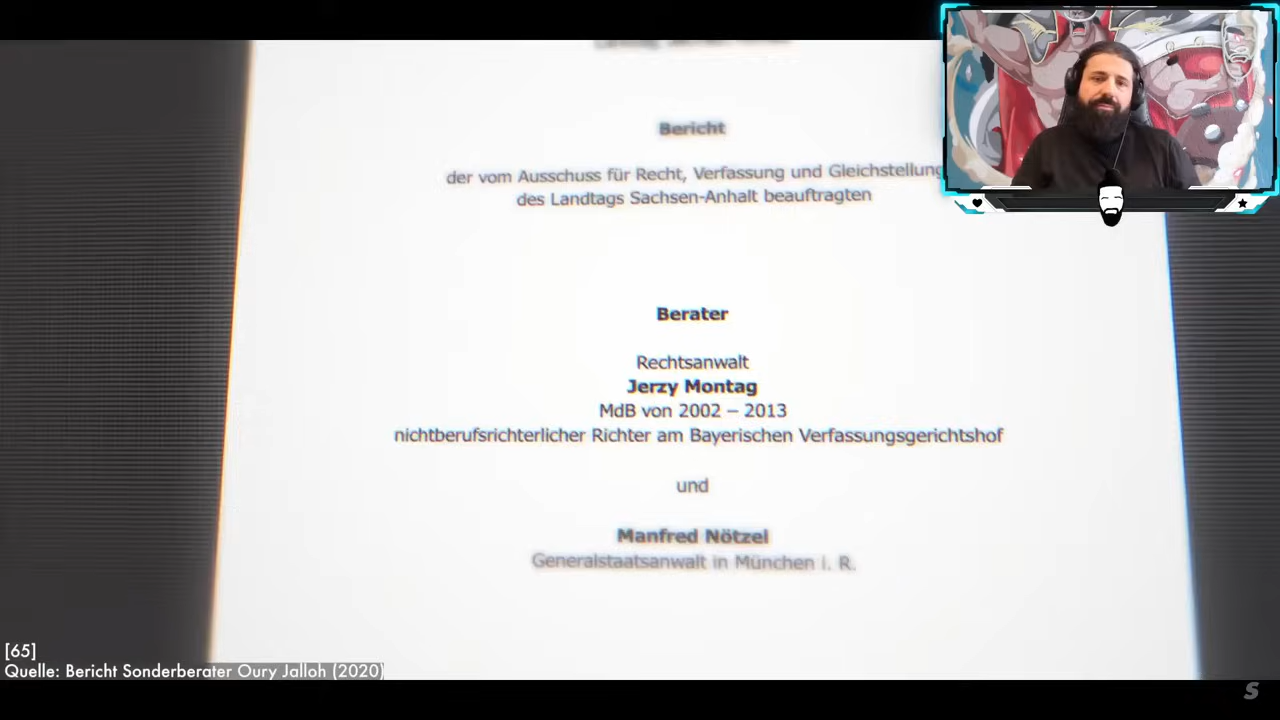 Bericht
der vom Ausschuss für Recht, Verfassung und Gleichstellung
des Landtags Sachsen-Anhalt beauftragten
Berater
Rechtsanwalt
Jerzy Montag
MdB von 2002 – 2013
nichtberufsrichterlicher Richter am Bayerischen Verfassungsgerichtshof
und
Manfred Nötzel
Generalstaatsanwalt in München i. R.
[65]
Quelle: Bericht Sonderberater Oury Jalloh (2020)
S